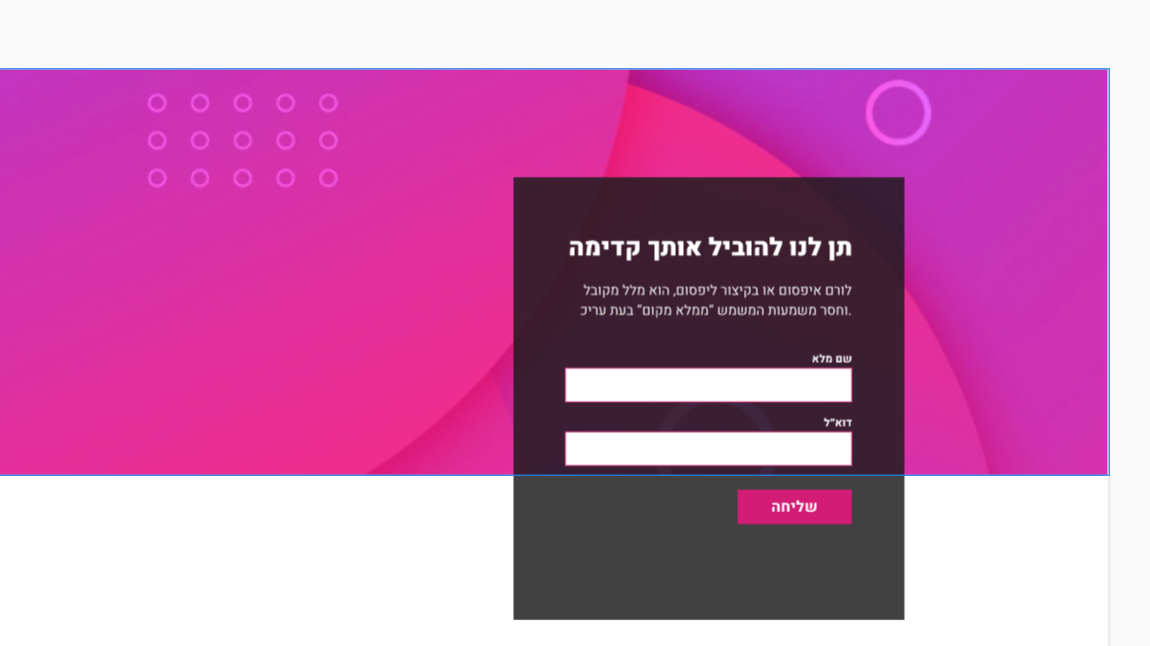 תן לנו להוביל אותך קדימה
לורם איפסום או בקיצור ליפסום, הוא מלל מקובל
וחסר משמעות המשמש "ממלא מקום" בעת עריכ.
שם מלא
דוא"ל
שליחה